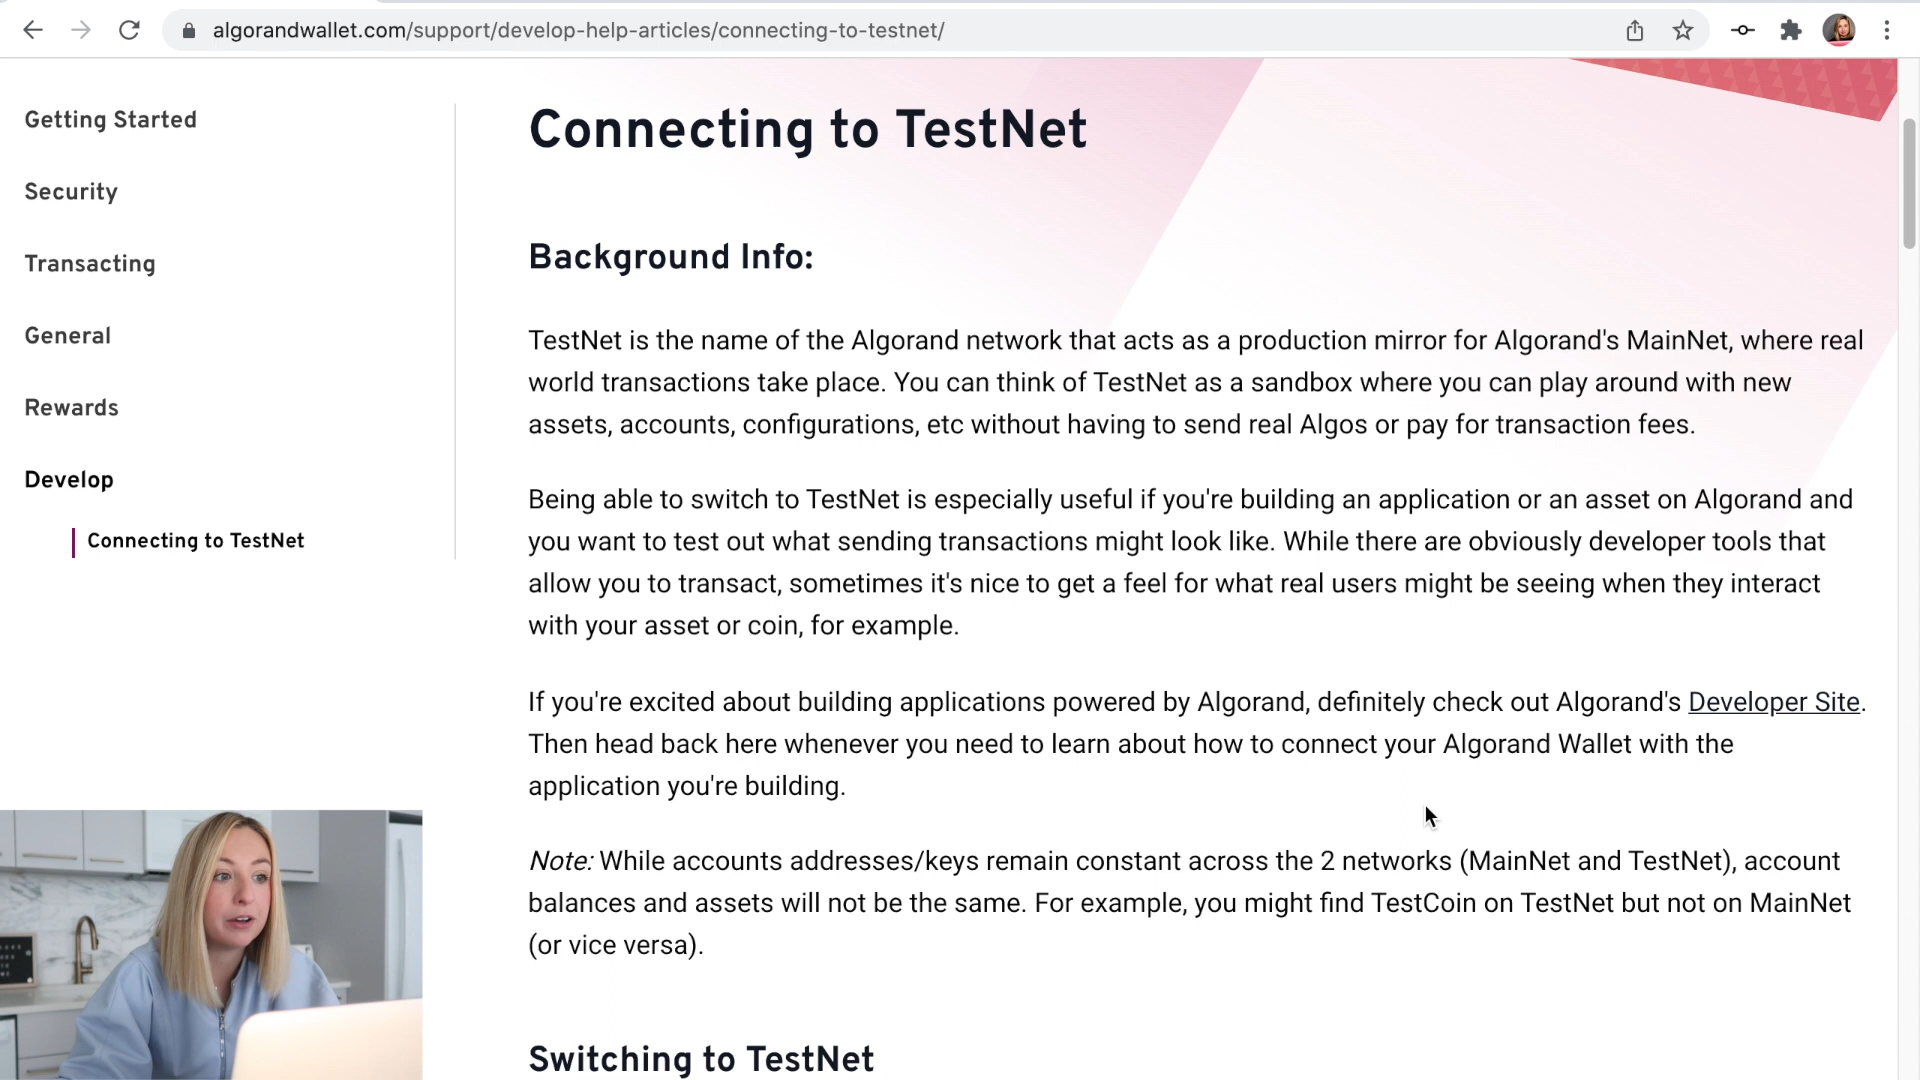 algorandwallet.com/support/develop-help-articles/connecting-to-testnet/
Getting Started
Security
Transacting
General
Rewards
Develop
Connecting to TestNet
Connecting to TestNet
Background Info:
TestNet is the name of the Algorand network that acts as a production mirror for Algorand's MainNet, where real
world transactions take place. You can think of TestNet as a sandbox where you can play around with new
assets, accounts, configurations, etc without having to send real Algos or pay for transaction fees.
Being able to switch to TestNet is especially useful if you're building an application or an asset on Algorand and
you want to test out what sending transactions might look like. While there are obviously developer tools that
allow you to transact, sometimes it's nice to get a feel for what real users might be seeing when they interact
with your asset or coin, for example.
If you're excited about building applications powered by Algorand, definitely check out Algorand's Developer Site.
Then head back here whenever you need to learn about how to connect your Algorand Wallet with the
application you're building.
Note: While accounts addresses/keys remain constant across the 2 networks (MainNet and TestNet), account
balances and assets will not be the same. For example, you might find TestCoin on TestNet but not on MainNet
(or vice versa).
Switching to TestNet